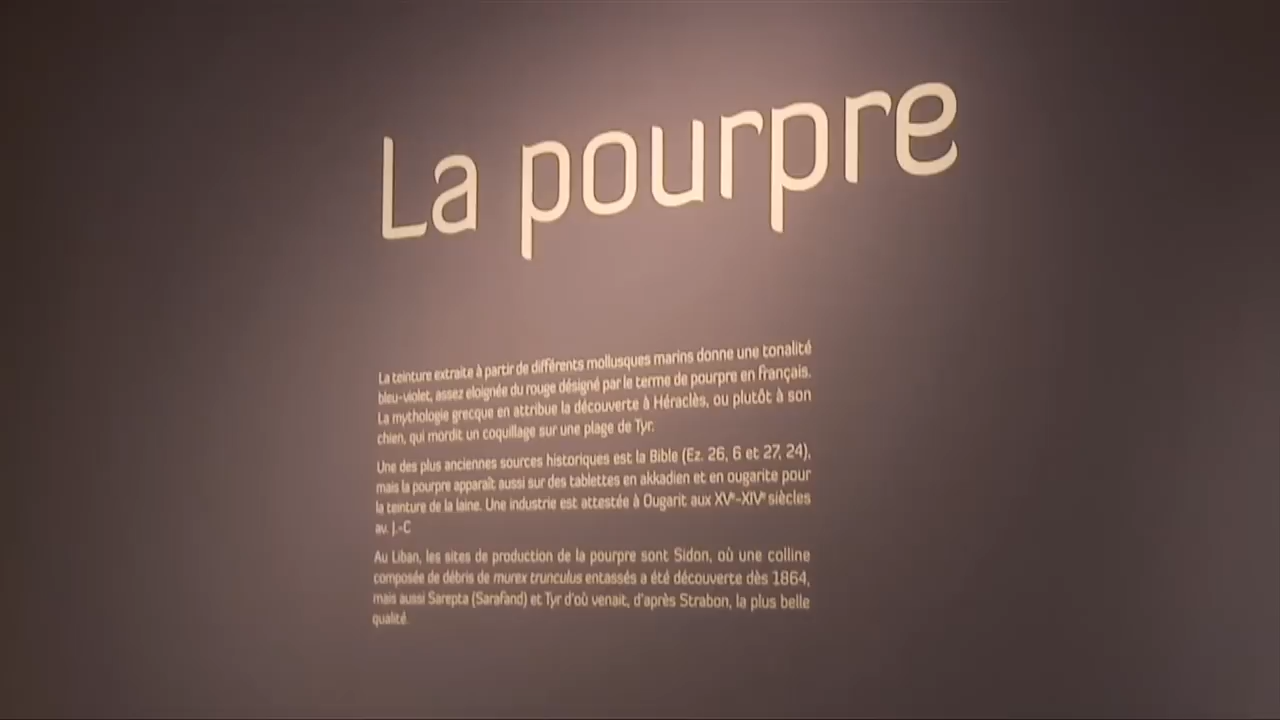 La pourpre
La teinture extraite à partir de différents mollusques marins donne une tonalité
bleu-violet, assez eloignée du rouge désigné par le terme de pourpre en français.
La mythologie grecque en attribue la découverte à Héraclès, ou plutôt à son
chien, qui mordit un coquillage sur une plage de Tyr.
Une des plus anciennes sources historiques est la Bible (Ez. 26, 6 et 27, 24),
mais la pourpre apparaît aussi sur des tablettes en akkadien et en ougarite pour
la teinture de la laine. Une industrie est attestée à Ougarit aux XVe-XIVe siècles
av. J.-C
Au Liban, les sites de production de la pourpre sont Sidon, où une colline
composée de débris de murex trunculus entassés a été découverte dès 1864,
mais aussi Sarepta (Sarafand) et Tyr d'où venait, d'après Strabon, la plus belle
qualité.